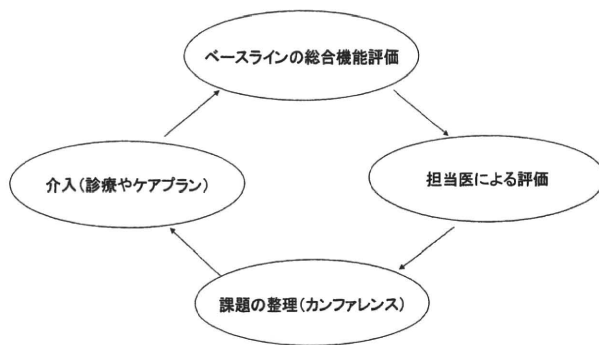 ベースラインの総合機能評価
担当医による評価
介入(診療やケアプラン)
課題の整理(カンファレンス)